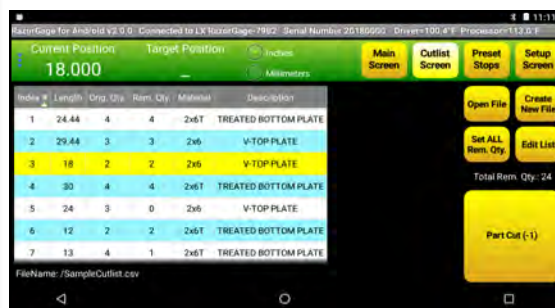 11:11
RazorGage for Android v2.0.0 Connected to LX RazorGage-7982 Serial Number 20180000 Driver=100.4°F Processor=113.0°F
Current Position
Target Position
Inches
18.000
_
Millimeters
Main Screen
Cutlist Screen
Preset Stops
Setup Screen
Index # Length Orig. Qty. Rem. Qty. Material Description
1 24.44 4 4 2x6T TREATED BOTTOM PLATE
2 29.44 3 3 2x6 V-TOP PLATE
3 18 2 2 2x6 V-TOP PLATE
4 30 4 4 2x6T TREATED BOTTOM PLATE
5 24 3 0 2x6 V-TOP PLATE
6 12 2 2 2x6T TREATED BOTTOM PLATE
7 13 4 1 2x6T TREATED BOTTOM PLATE
Open File
Create New File
Set ALL Rem. Qty.
Edit List
Total Rem. Qty.: 24
Part Cut (-1)
FileName: /SampleCutlist.csv